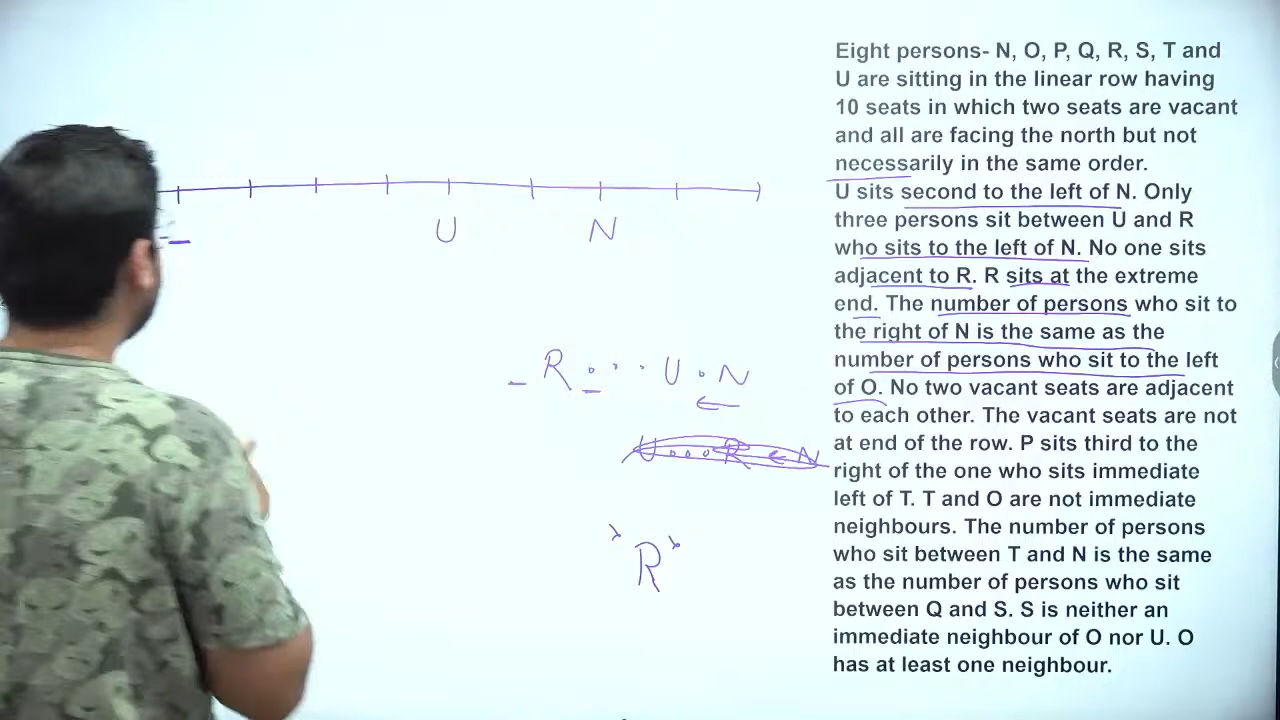 Eight persons- N, O, P, Q, R, S, T and
U are sitting in the linear row having
10 seats in which two seats are vacant
and all are facing the north but not
necessarily in the same order.
U sits second to the left of N. Only
three persons sit between U and R
who sits to the left of N. No one sits
adjacent to R. R sits at the extreme
end. The number of persons who sit to
the right of N is the same as the
number of persons who sit to the left
of O. No two vacant seats are adjacent
to each other. The vacant seats are not
at end of the row. P sits third to the
right of the one who sits immediate
left of T. T and O are not immediate
neighbours. The number of persons
who sit between T and N is the same
as the number of persons who sit
between Q and S. S is neither an
immediate neighbour of O nor U. O
has at least one neighbour.
U N
R U N
U R N
R